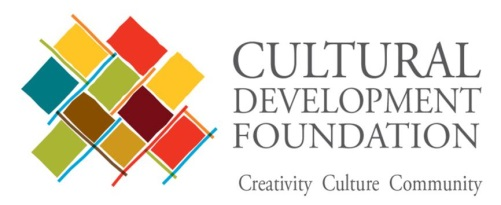 CULTURAL
DEVELOPMENT
FOUNDATION
Creativity Culture Community